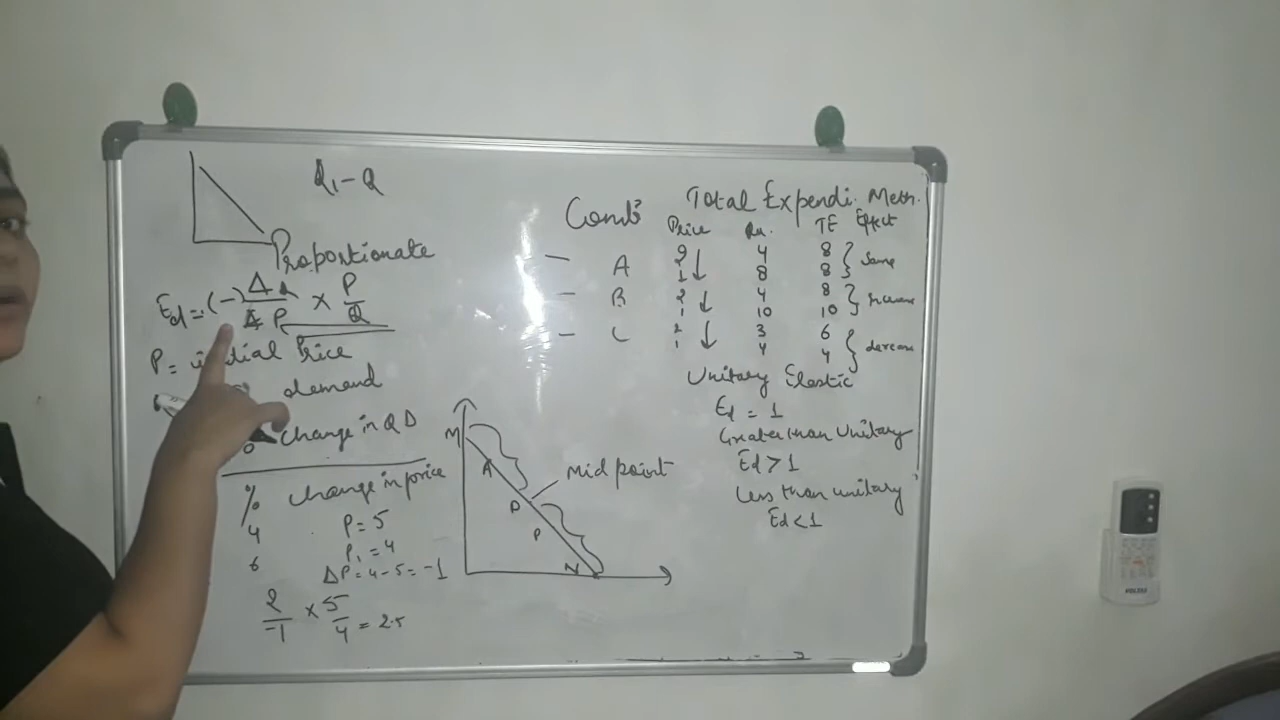 Q₁-Q
Proportionate
Ed = (-) Δ Q / Δ P × P / Q
P = initial Price
demand
% change in QD
% change in price
4
6
P = 5
P₁ = 4
ΔP = 4 - 5 = -1
2 / -1 × 5 / 4 = 2.5
M
A
P
P
N
Mid point
Total Expendi. Meth.
Comb
Price Qu. TE Effect
- A 2 4 8 Same
1 8 8
- B 2 4 8 increase
1 10 10
- C 2 3 6 decrease
1 4 4
Unitary Elastic
Ed = 1
Greater than Unitary
Ed > 1
less than unitary
Ed < 1
VOLTAS